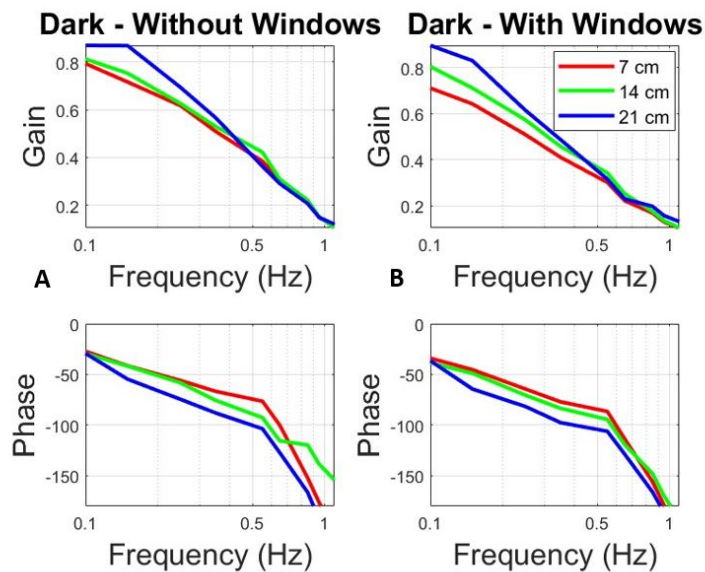 Dark - Without Windows
Dark - With Windows
0.8
0.6
0.4
0.2
Gain
0.1
0.5
1
Frequency (Hz)
A
0.8
0.6
0.4
0.2
Gain
7 cm
14 cm
21 cm
0.1
0.5
1
Frequency (Hz)
B
0
-50
-100
-150
Phase
0.1
0.5
1
Frequency (Hz)
0
-50
-100
-150
Phase
0.1
0.5
1
Frequency (Hz)